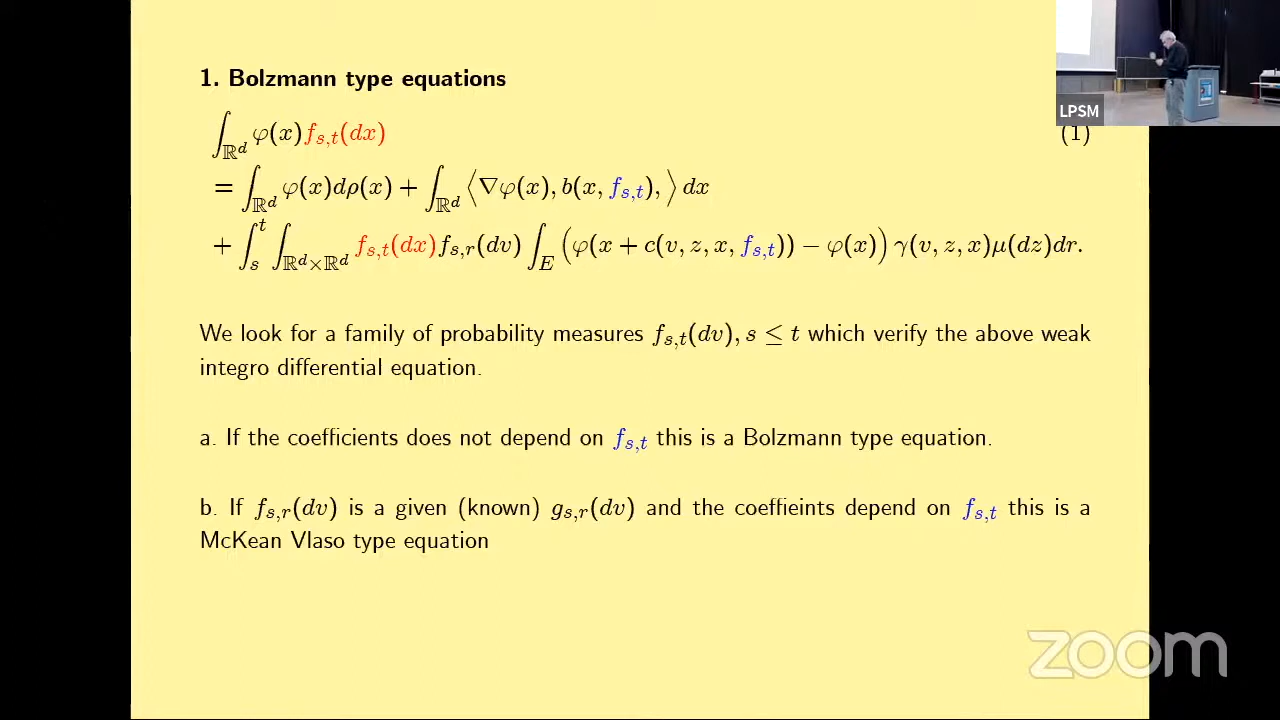 1. Bolzmann type equations
LPSM
∫_{ℝ^d} φ(x)f_{s,t}(dx) (1)
= ∫_{ℝ^d} φ(x)dρ(x) + ∫_{ℝ^d} ⟨∇φ(x), b(x, f_{s,t}), ⟩ dx
+ ∫_s^t ∫_{ℝ^d×ℝ^d} f_{s,t}(dx)f_{s,r}(dv) ∫_E (φ(x + c(v, z, x, f_{s,t})) − φ(x)) γ(v, z, x)μ(dz)dr.
We look for a family of probability measures f_{s,t}(dv), s ≤ t which verify the above weak
integro differential equation.
a. If the coefficients does not depend on f_{s,t} this is a Bolzmann type equation.
b. If f_{s,r}(dv) is a given (known) g_{s,r}(dv) and the coeffieints depend on f_{s,t} this is a
McKean Vlaso type equation
zoom